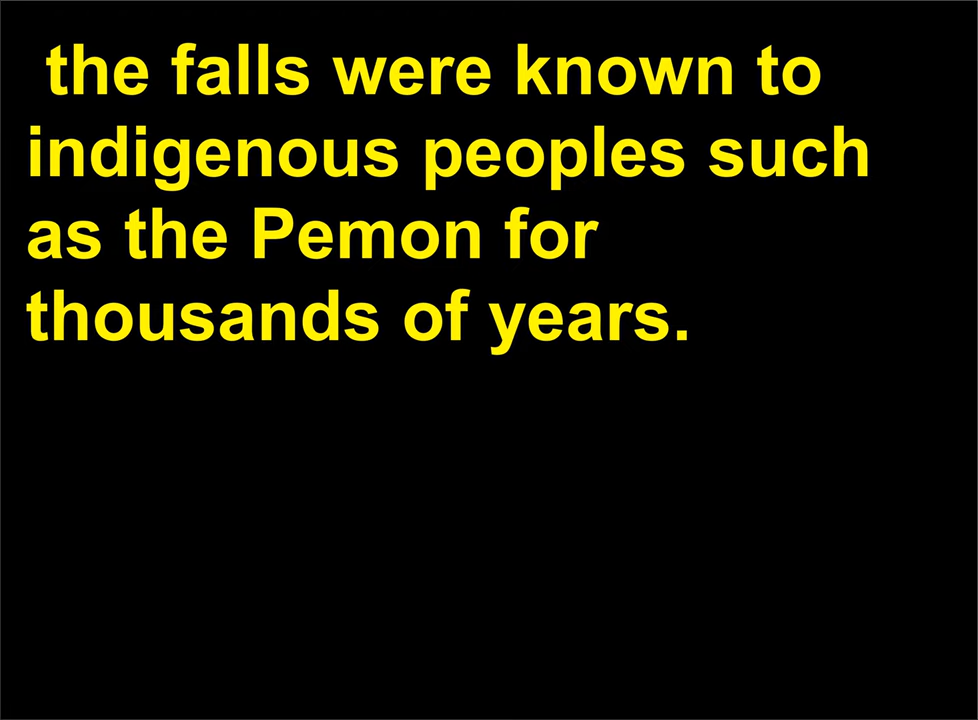 the falls were known to
indigenous peoples such
as the Pemon for
thousands of years.